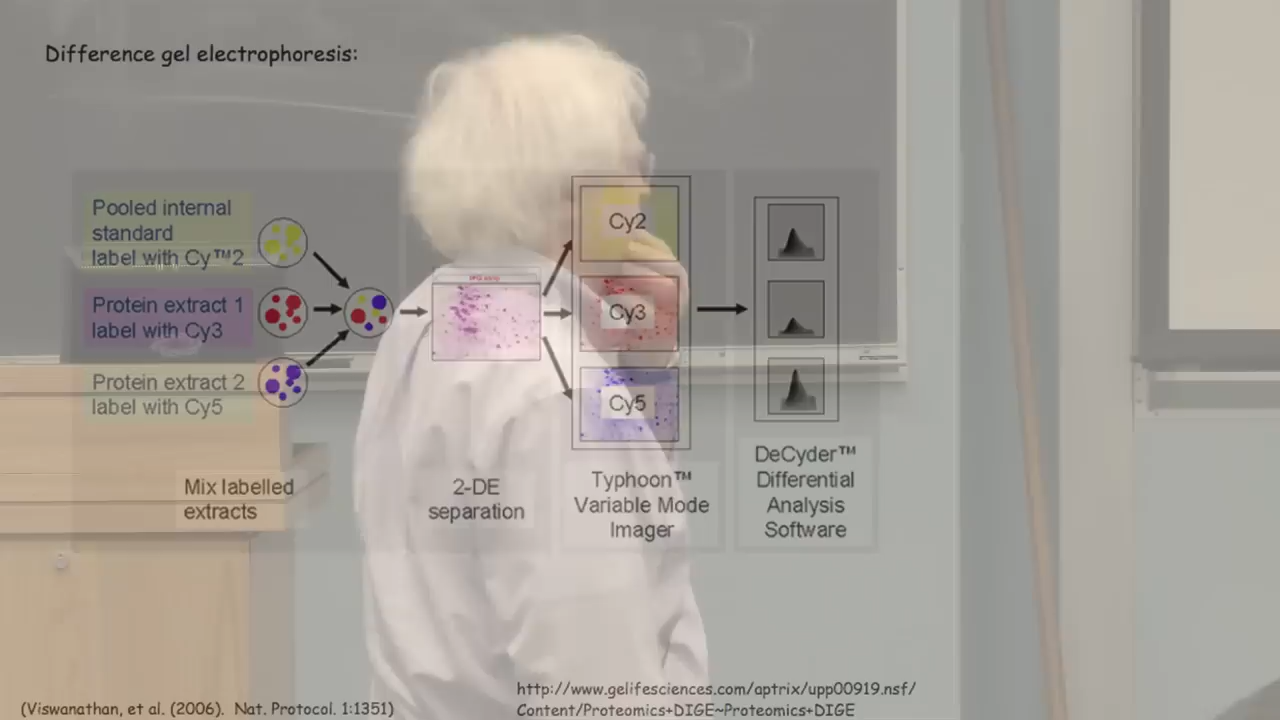 Difference gel electrophoresis:
Pooled internal
standard
label with Cy™2
Protein extract 1
label with Cy3
Protein extract 2
label with Cy5
Mix labelled
extracts
2-DE
separation
Cy2
Cy3
Cy5
Typhoon™
Variable Mode
Imager
DeCyder™
Differential
Analysis
Software
(Viswanathan, et al. (2006). Nat. Protocol. 1:1351)
http://www.gelifesciences.com/aptrix/upp00919.nsf/
Content/Proteomics+DIGE~Proteomics+DIGE